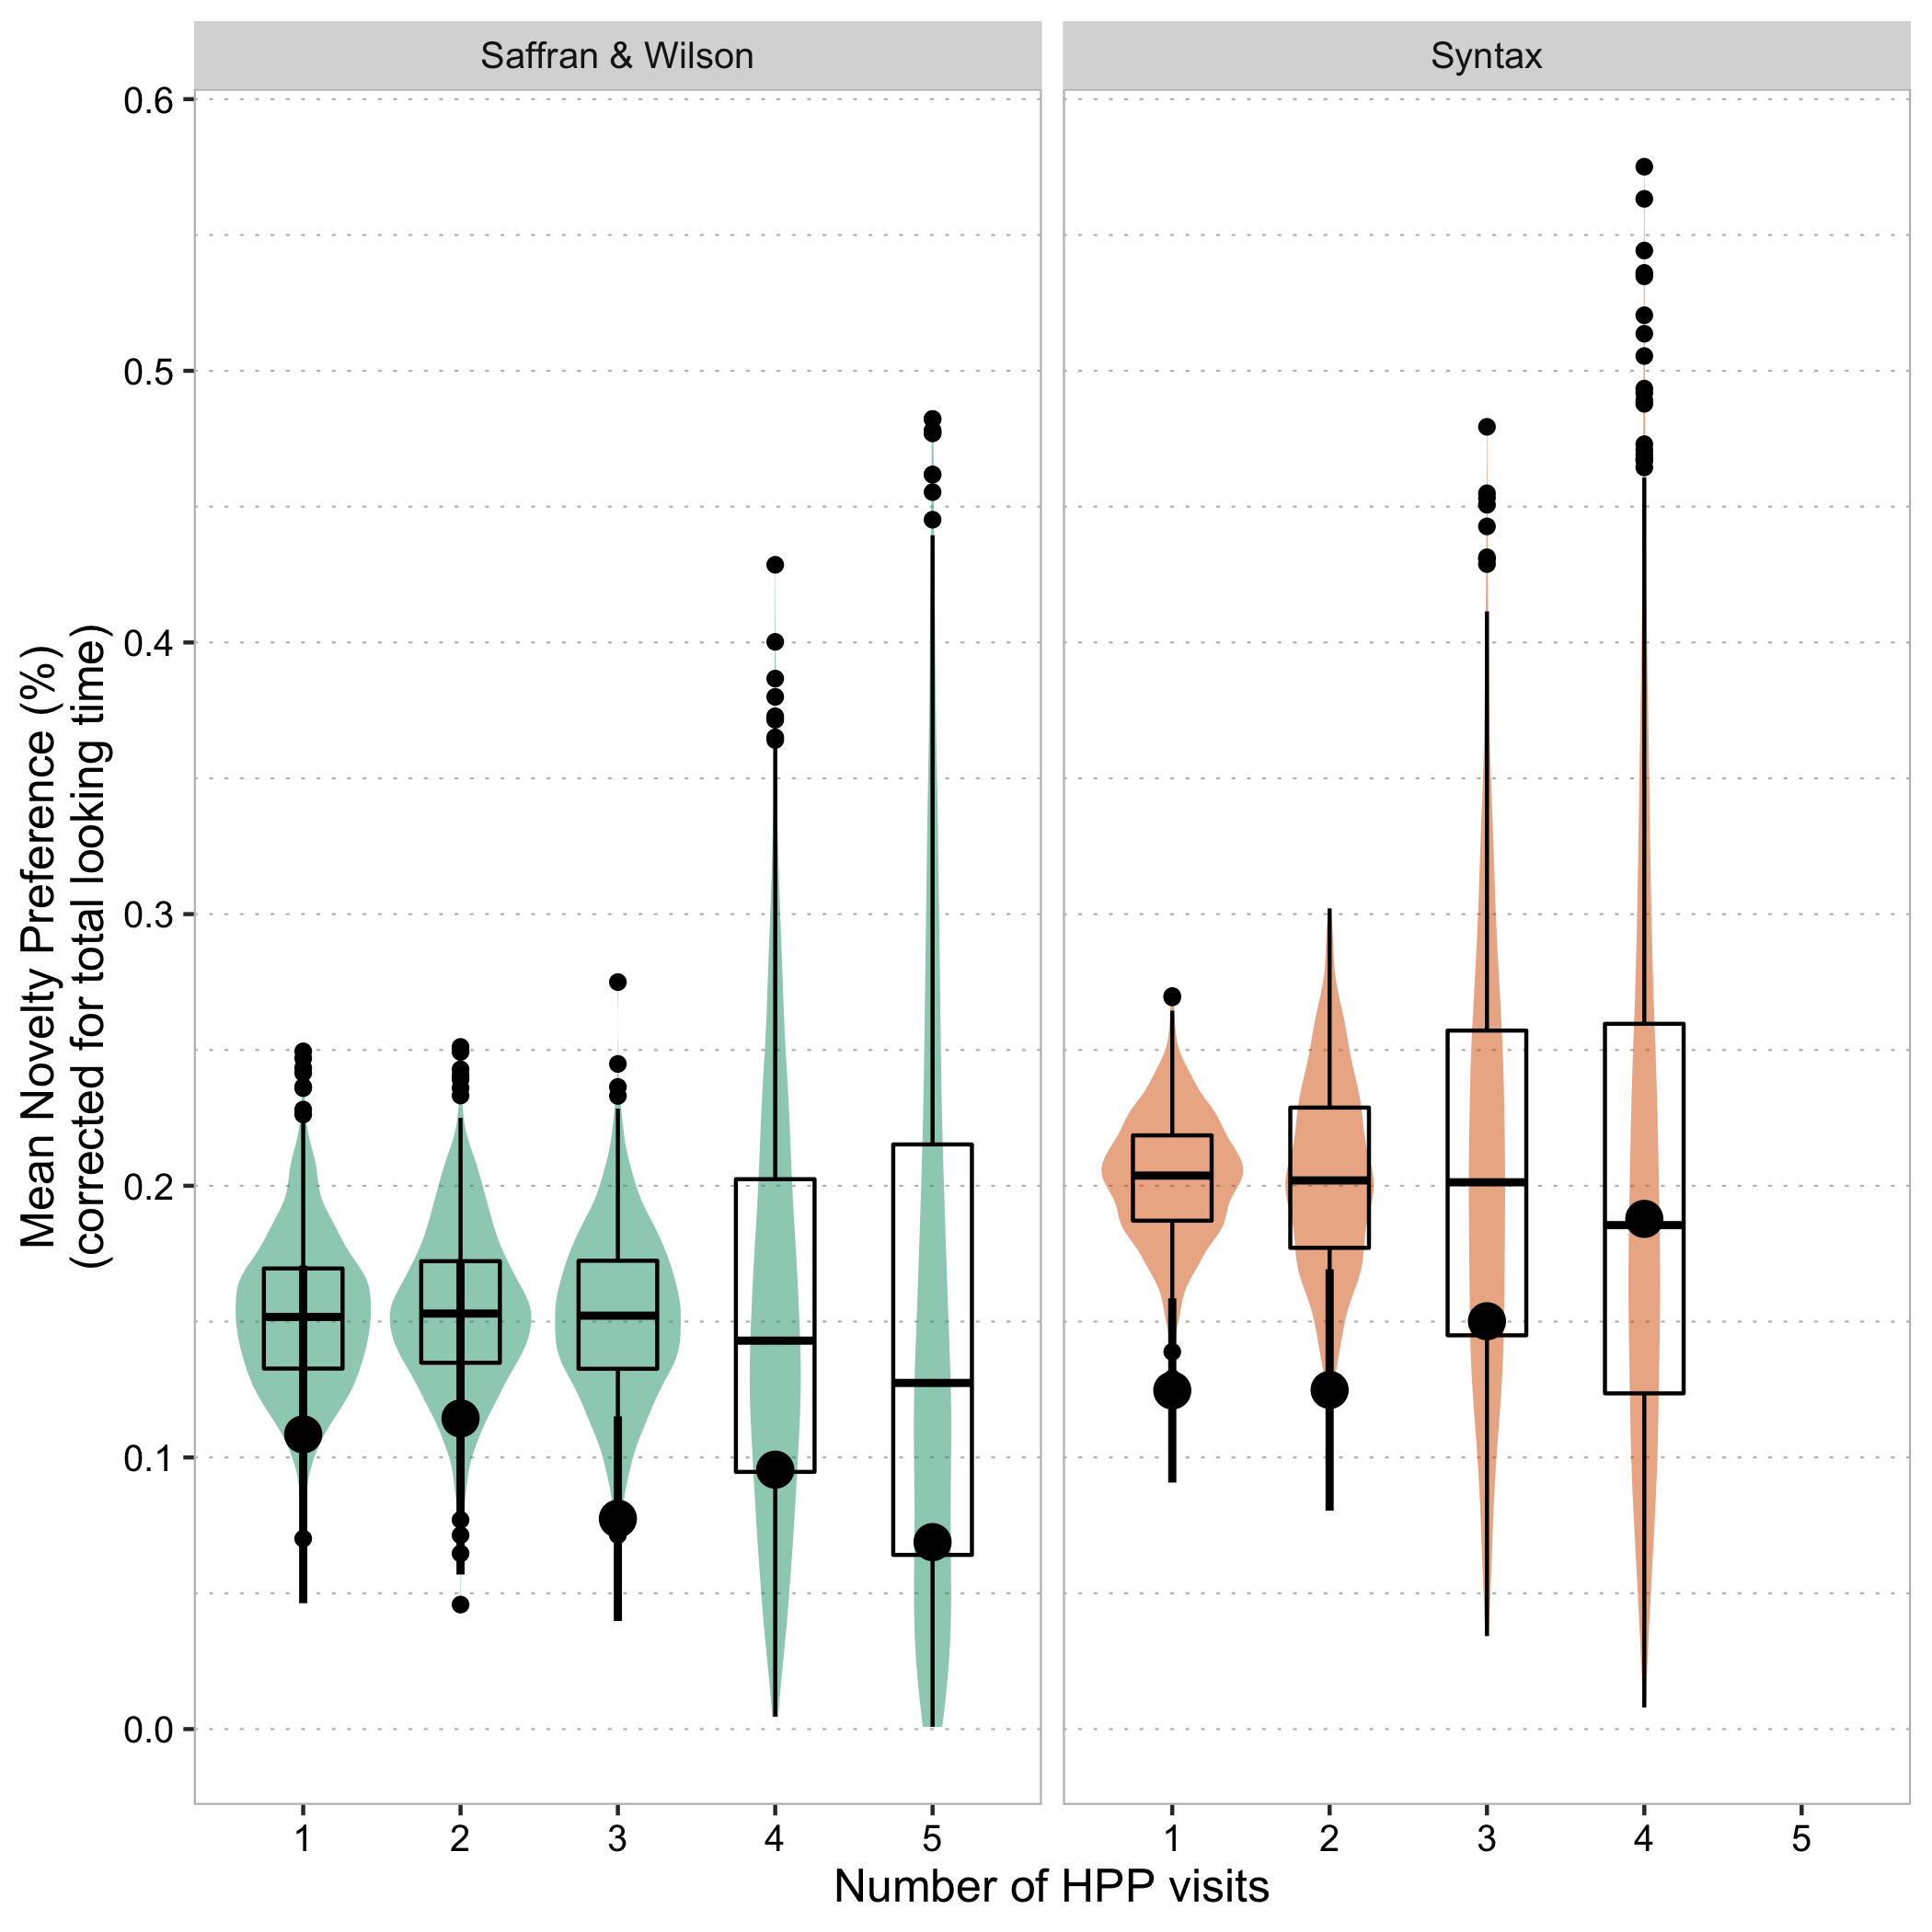 Saffran & Wilson
Syntax
0.6
0.5
0.4
0.3
0.2
0.1
0.0
Mean Novelty Preference (%)
(corrected for total looking time)
1 2 3 4 5
1 2 3 4 5
Number of HPP visits